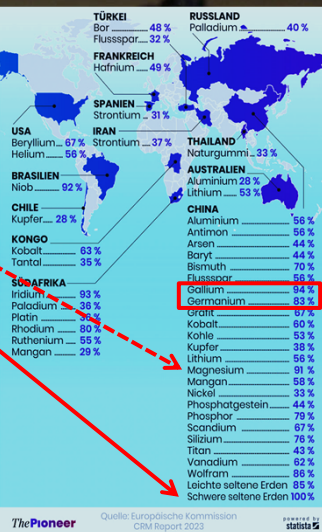 TÜRKEI
Bor 48 %
Flussspar 32 %
RUSSLAND
Palladium 40 %
FRANKREICH
Hafnium 49 %
SPANIEN
Strontium 31 %
USA
Beryllium 67 %
Helium 56 %
IRAN
Strontium 37 %
THAILAND
Naturgummi 33 %
BRASILIEN
Niob 92 %
AUSTRALIEN
Aluminium 28 %
Lithium 53 %
CHILE
Kupfer 28 %
KONGO
Kobalt 63 %
Tantal 35 %
SÜDAFRIKA
Iridium 93 %
Paladium 36 %
Platin
Rhodium 80 %
Ruthenium 55 %
Mangan 29 %
CHINA
Aluminium 56 %
Antimon 56 %
Arsen 44 %
Baryt 44 %
Bismuth 70 %
Flussspar 56 %
Gallium 94 %
Germanium 83 %
Grafit 67 %
Kobalt 60 %
Kohle 53 %
Kupfer 38 %
Lithium 56 %
Magnesium 91 %
Mangan 58 %
Nickel 33 %
Phosphatgestein 44 %
Phosphor 79 %
Scandium 67 %
Silizium 76 %
Titan 43 %
Vanadium 62 %
Wolfram 86 %
Leichte seltene Erden 85 %
Schwere seltene Erden 100 %
ThePioneer
Quelle: Europäische Kommission
CRM Report 2023
powered by
statista